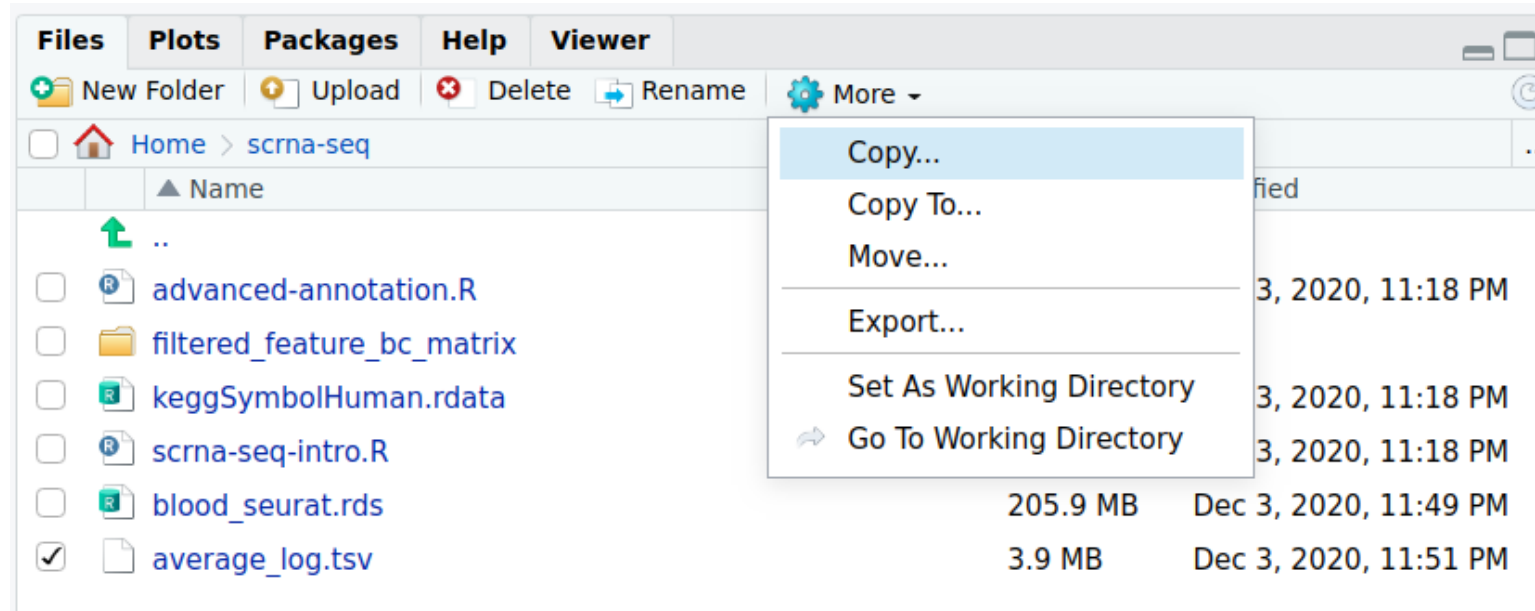 Files Plots Packages Help Viewer
New Folder Upload Delete Rename More
Home > scrna-seq
Copy...
Name
fied
Copy To...
..
Move...
advanced-annotation.R 3, 2020, 11:18 PM
Export...
filtered_feature_bc_matrix
Set As Working Directory
keggSymbolHuman.rdata 3, 2020, 11:18 PM
Go To Working Directory
scrna-seq-intro.R 3, 2020, 11:18 PM
blood_seurat.rds 205.9 MB Dec 3, 2020, 11:49 PM
average_log.tsv 3.9 MB Dec 3, 2020, 11:51 PM